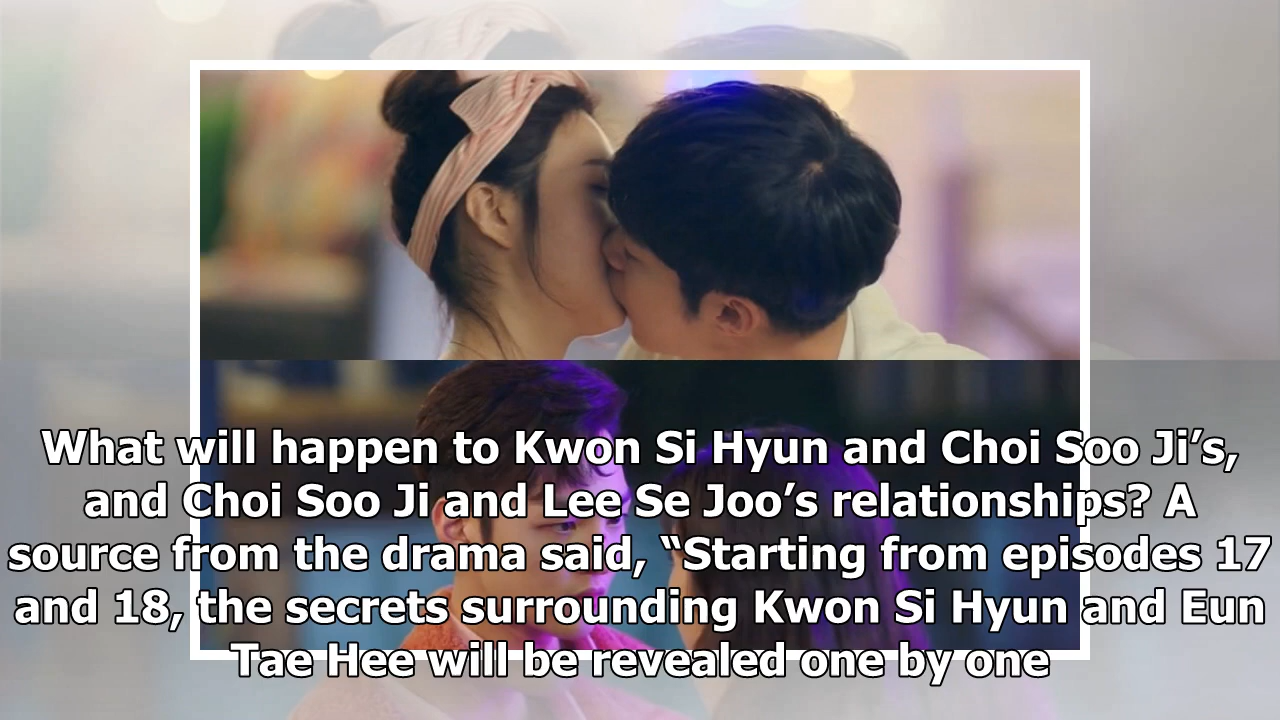 What will happen to Kwon Si Hyun and Choi Soo Ji’s,
and Choi Soo Ji and Lee Se Joo’s relationships? A
source from the drama said, “Starting from episodes 17
and 18, the secrets surrounding Kwon Si Hyun and Eun
Tae Hee will be revealed one by one